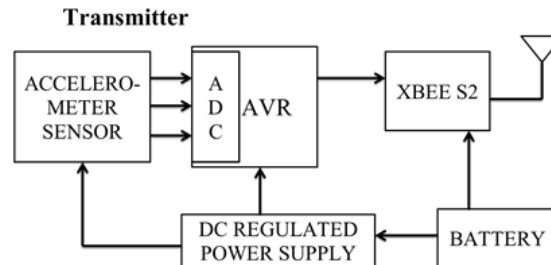 Transmitter
ACCELERO-
METER
SENSOR
A
D
C
AVR
XBEE S2
DC REGULATED
POWER SUPPLY
BATTERY